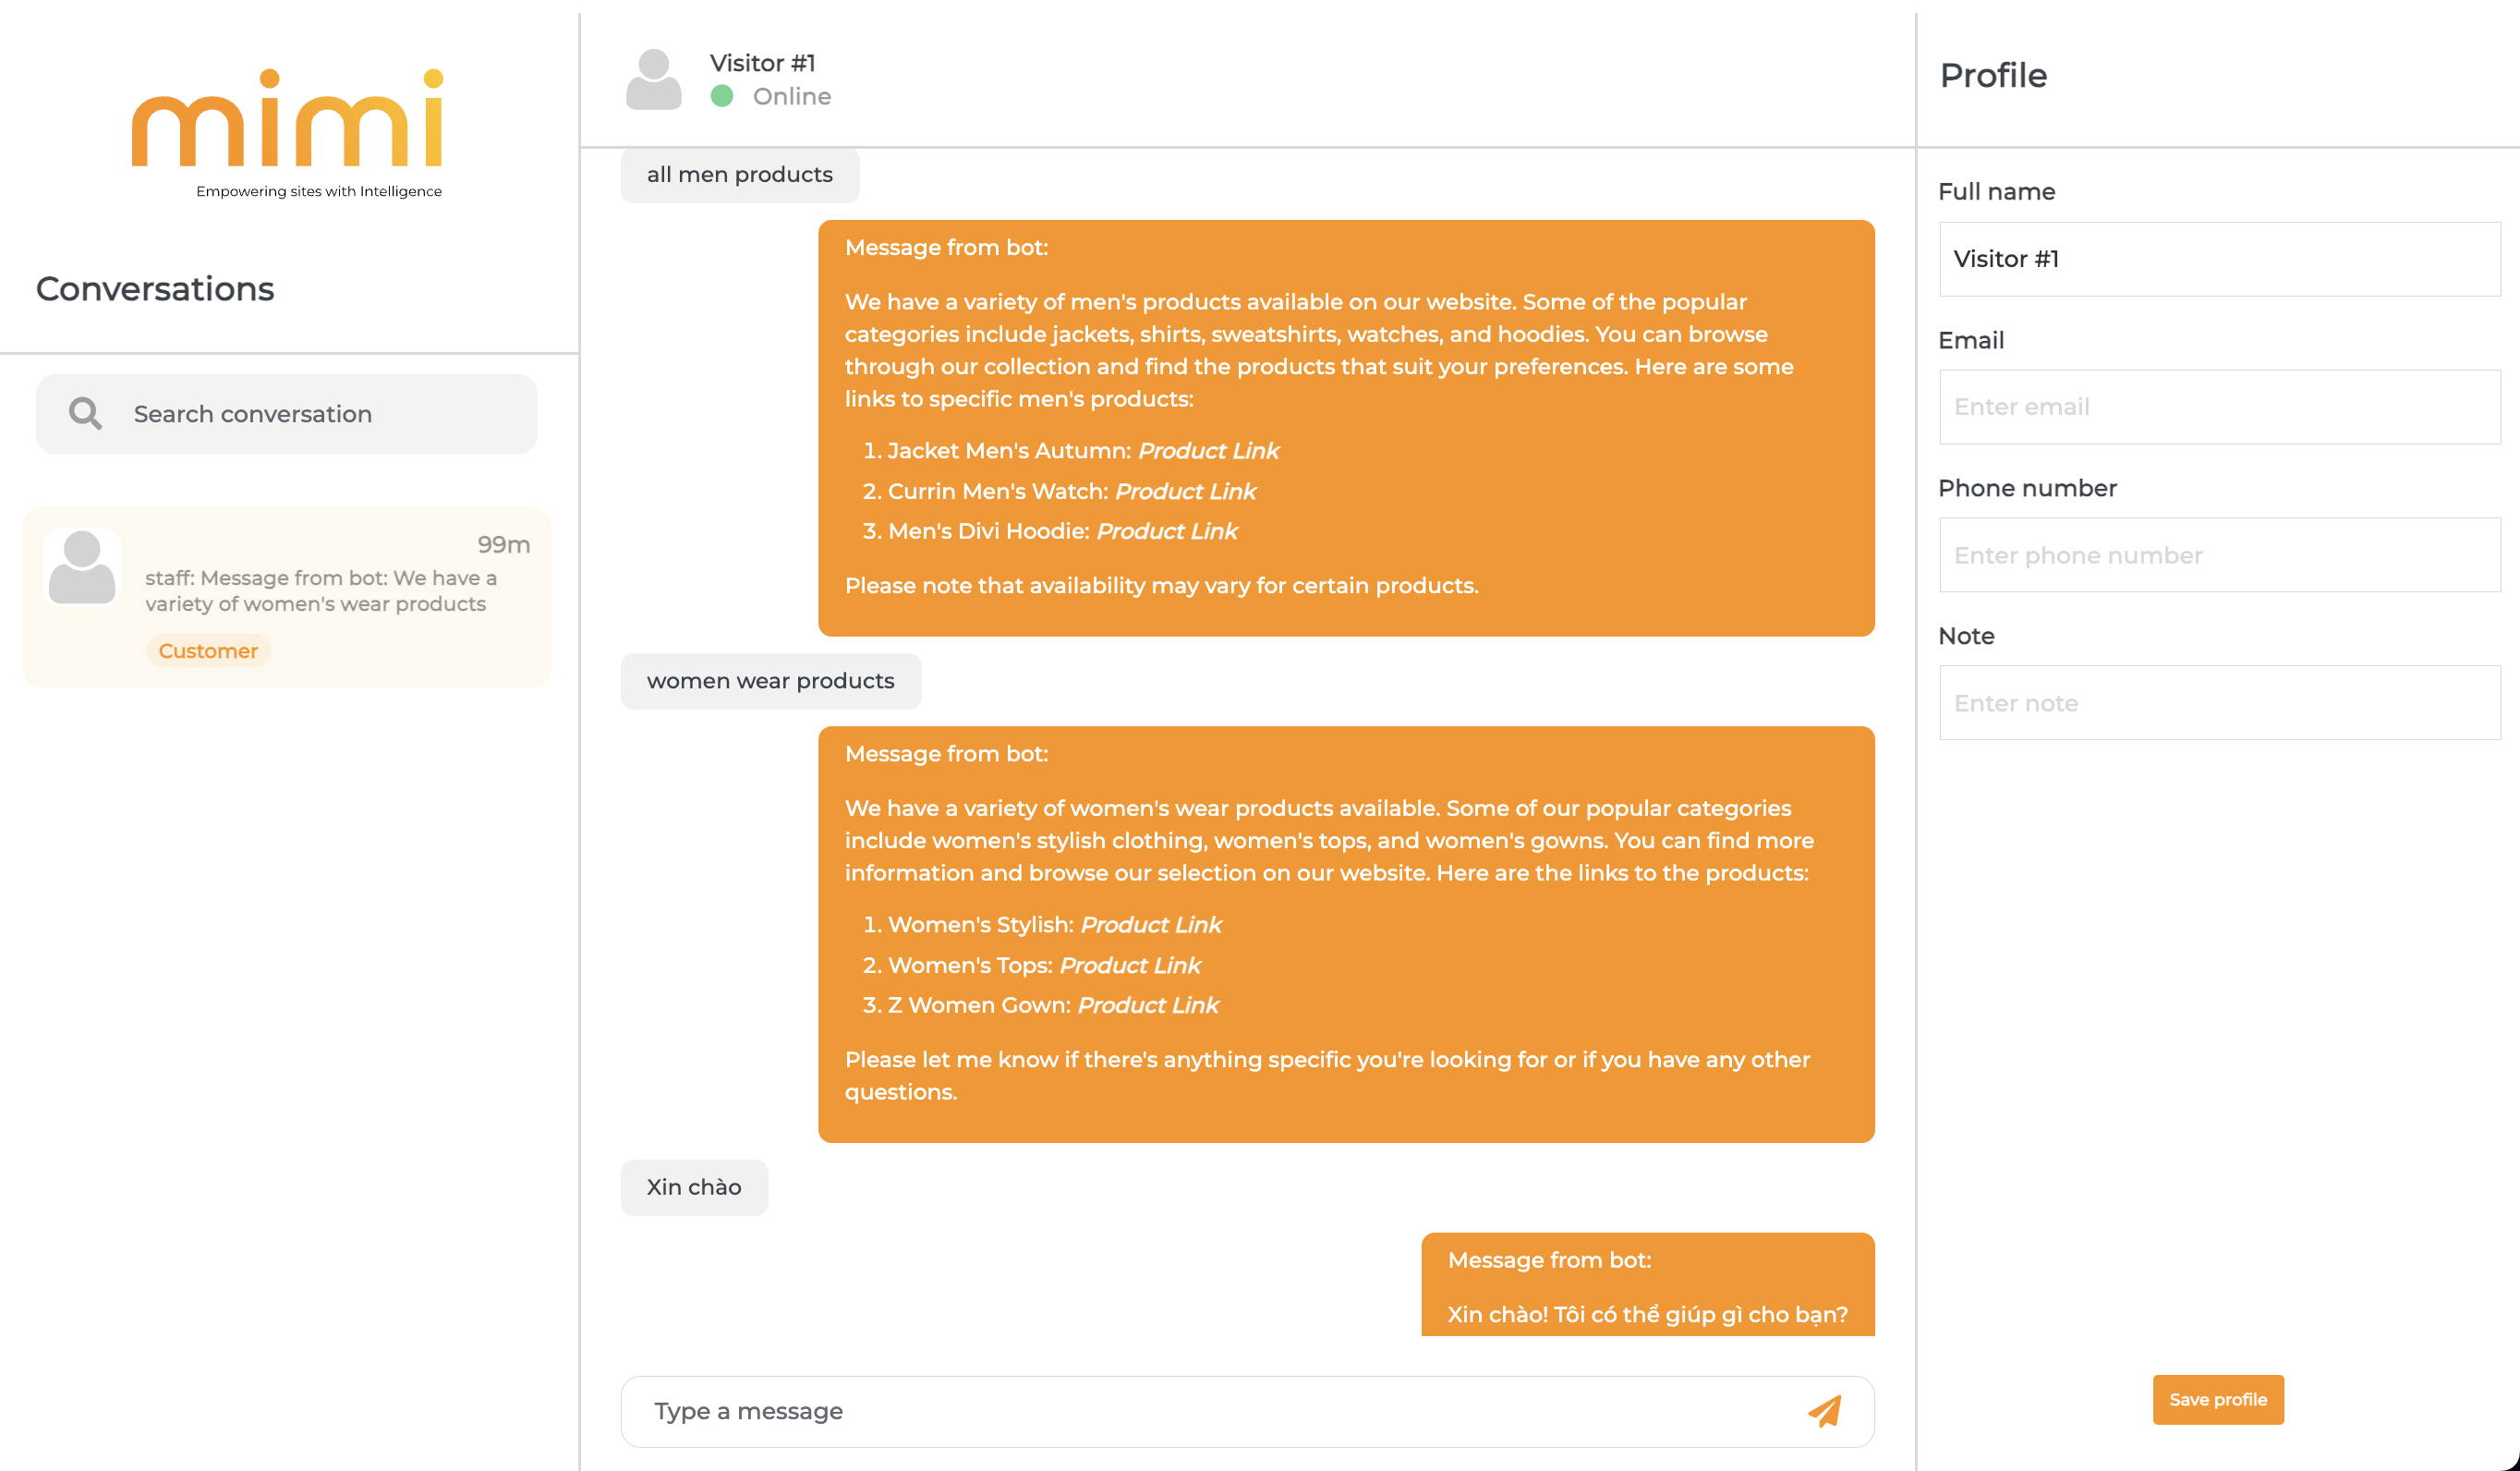 mimi
Empowering sites with Intelligence
Conversations
Search conversation
99m
staff: Message from bot: We have a
variety of women's wear products
Customer
Visitor #1
Online
all men products
Message from bot:
We have a variety of men's products available on our website. Some of the popular
categories include jackets, shirts, sweatshirts, watches, and hoodies. You can browse
through our collection and find the products that suit your preferences. Here are some
links to specific men's products:
1. Jacket Men's Autumn: Product Link
2. Currin Men's Watch: Product Link
3. Men's Divi Hoodie: Product Link
Please note that availability may vary for certain products.
women wear products
Message from bot:
We have a variety of women's wear products available. Some of our popular categories
include women's stylish clothing, women's tops, and women's gowns. You can find more
information and browse our selection on our website. Here are the links to the products:
1. Women's Stylish: Product Link
2. Women's Tops: Product Link
3. Z Women Gown: Product Link
Please let me know if there's anything specific you're looking for or if you have any other
questions.
Xin chào
Message from bot:
Xin chào! Tôi có thể giúp gì cho bạn?
Type a message
Profile
Full name
Visitor #1
Email
Enter email
Phone number
Enter phone number
Note
Enter note
Save profile